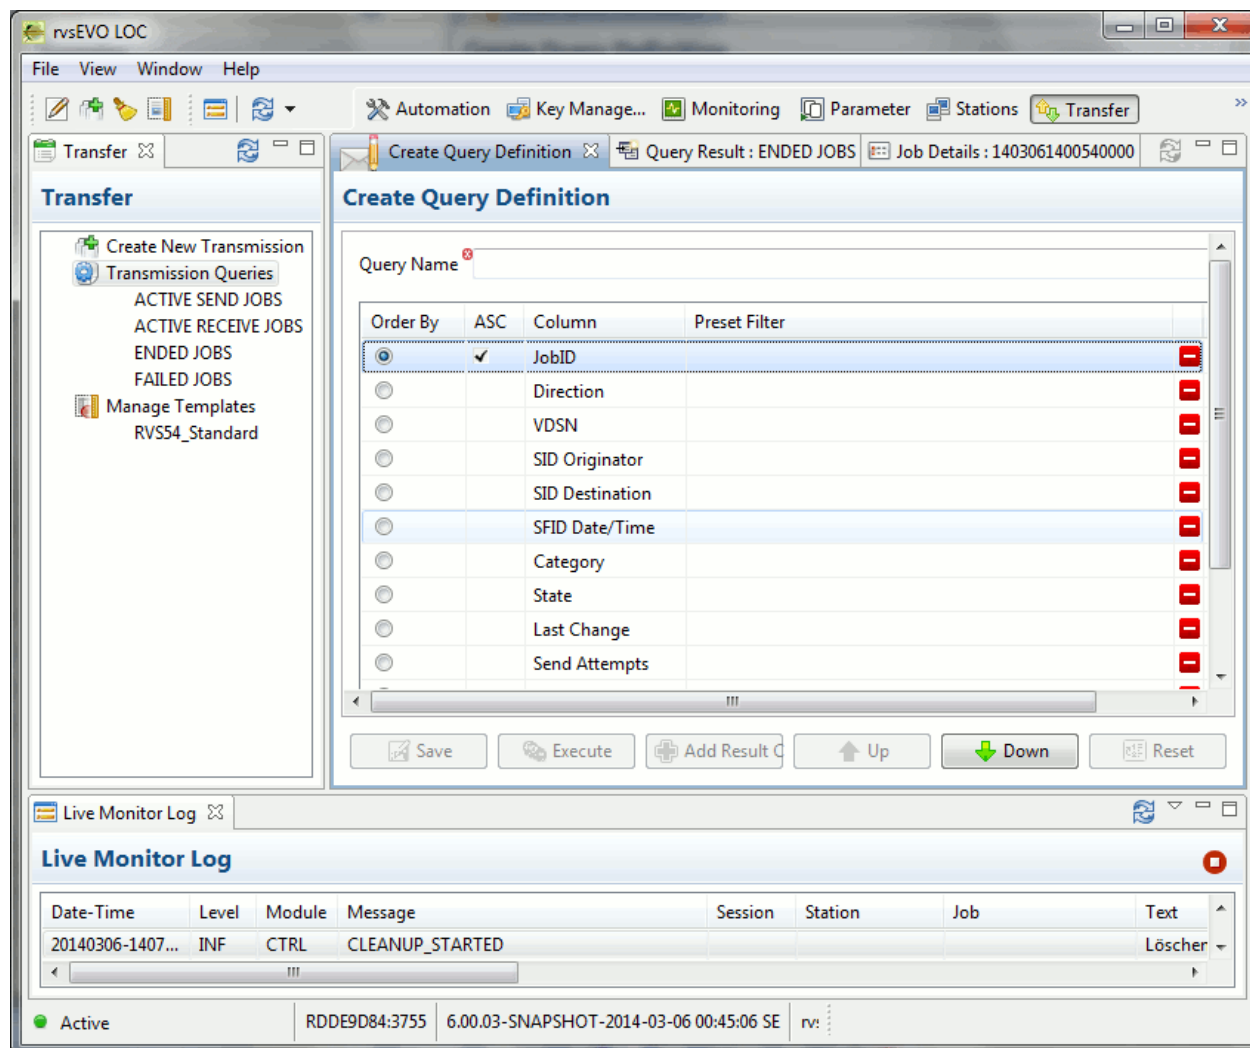 rvsEVO LOC
File View Window Help
Automation Key Manage... Monitoring Parameter Stations Transfer
Transfer
Create Query Definition Query Result : ENDED JOBS Job Details : 1403061400540000
Transfer
Create Query Definition
Create New Transmission
Transmission Queries
ACTIVE SEND JOBS
ACTIVE RECEIVE JOBS
ENDED JOBS
FAILED JOBS
Manage Templates
RVS54_Standard
Query Name
Order By ASC Column Preset Filter
JobID
Direction
VDSN
SID Originator
SID Destination
SFID Date/Time
Category
State
Last Change
Send Attempts
Save Execute Add Result C Up Down Reset
Live Monitor Log
Live Monitor Log
Date-Time Level Module Message Session Station Job Text
20140306-1407... INF CTRL CLEANUP_STARTED Löscher
Active RDDE9D84:3755 6.00.03-SNAPSHOT-2014-03-06 00:45:06 SE